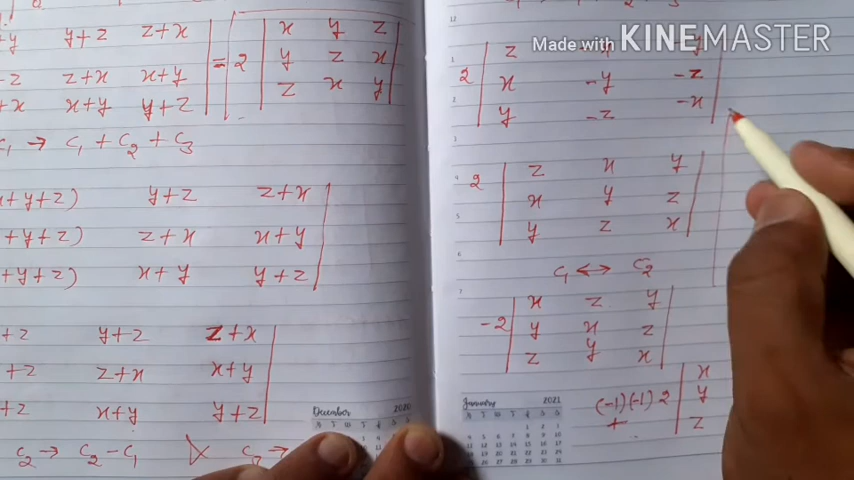 +y y+z z+x x y z
-z z+x x+y = 2 y z x
+x x+y y+z z x y
C₁ → C₁ + C₂ + C₃
x+y+z) y+z z+x
+y+z) z+x x+y
+y+z) x+y y+z
+z y+z z+x
+z z+x x+y
+z x+y y+z
C₂ → C₂ - C₁
December 2020
Made with KINEMASTER
z
2 x -y -z
y -z -x
z x y
2 x y z
y z x
C₁ ↔ C₂
x z y
-2 y x z
z y x
x
(-1)(-1) 2 y
+ z
January 2021